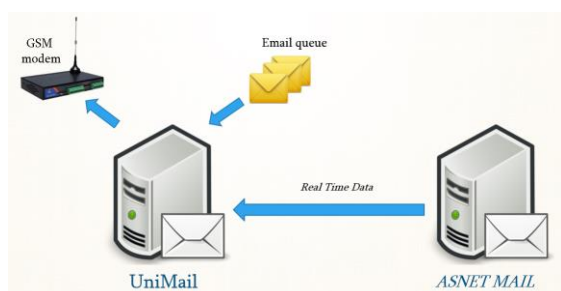 GSM
modem
Email queue
Real Time Data
UniMail
ASNET MAIL